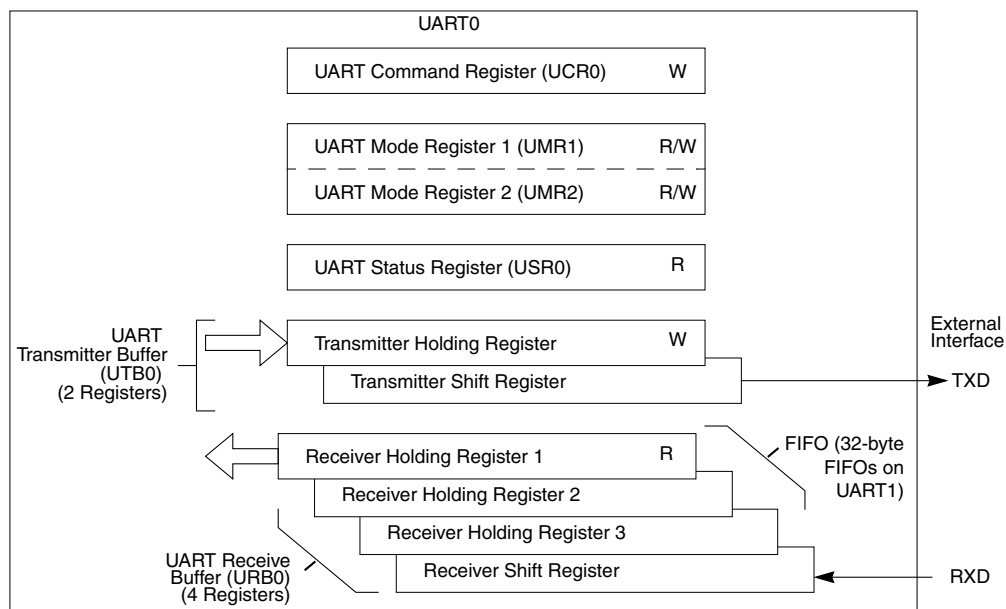 UART0
UART Command Register (UCR0) W
UART Mode Register 1 (UMR1) R/W
UART Mode Register 2 (UMR2) R/W
UART Status Register (USR0) R
UART
Transmitter Buffer
(UTB0)
(2 Registers)
Transmitter Holding Register W
Transmitter Shift Register
External
Interface
TXD
Receiver Holding Register 1 R
Receiver Holding Register 2
Receiver Holding Register 3
Receiver Shift Register
FIFO (32-byte
FIFOs on
UART1)
UART Receive
Buffer (URB0)
(4 Registers)
RXD